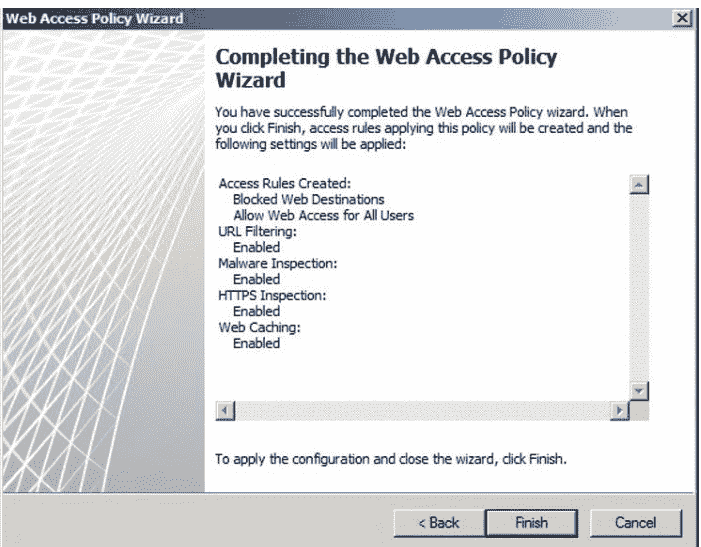 Web Access Policy Wizard
Completing the Web Access Policy
Wizard
You have successfully completed the Web Access Policy wizard. When
you click Finish, access rules applying this policy will be created and the
following settings will be applied:
Access Rules Created:
Blocked Web Destinations
Allow Web Access for All Users
URL Filtering:
Enabled
Malware Inspection:
Enabled
HTTPS Inspection:
Enabled
Web Caching:
Enabled
To apply the configuration and close the wizard, click Finish.
< Back Finish Cancel